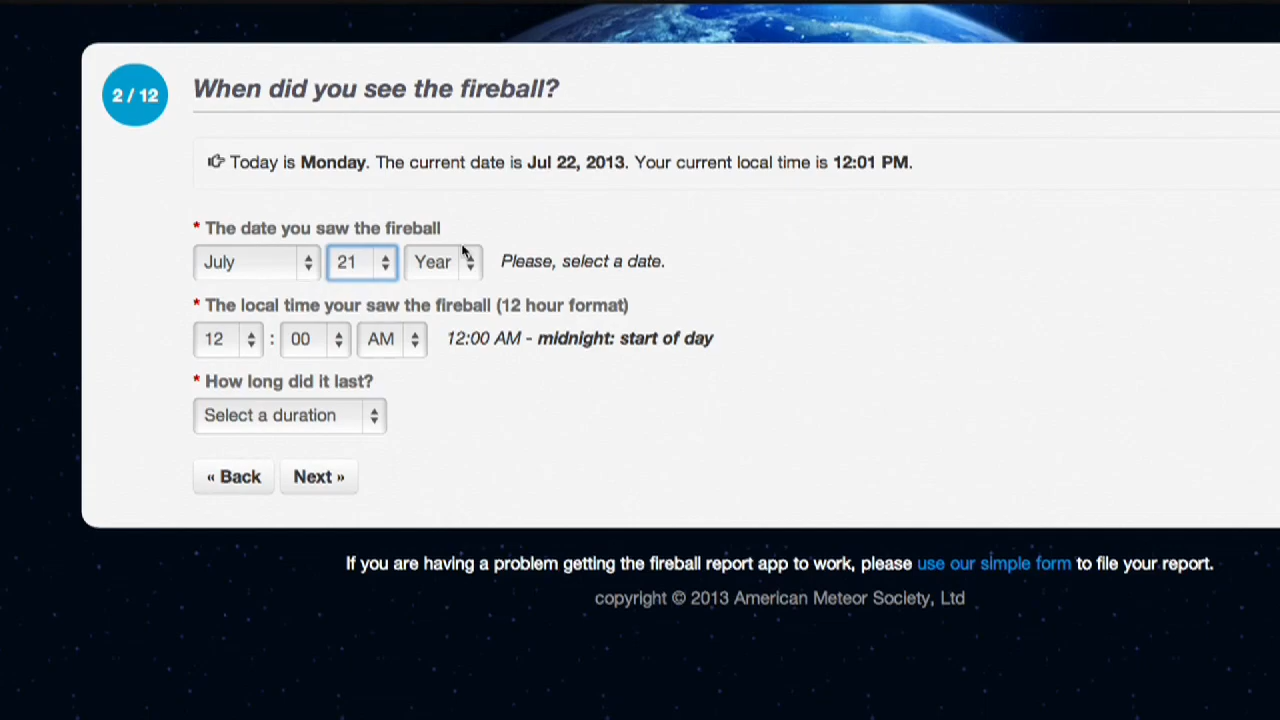 2 / 12
When did you see the fireball?
Today is Monday. The current date is Jul 22, 2013. Your current local time is 12:01 PM.
* The date you saw the fireball
July 21 Year Please, select a date.
* The local time your saw the fireball (12 hour format)
12 : 00 AM 12:00 AM - midnight: start of day
* How long did it last?
Select a duration
« Back Next »
If you are having a problem getting the fireball report app to work, please use our simple form to file your report.
copyright © 2013 American Meteor Society, Ltd